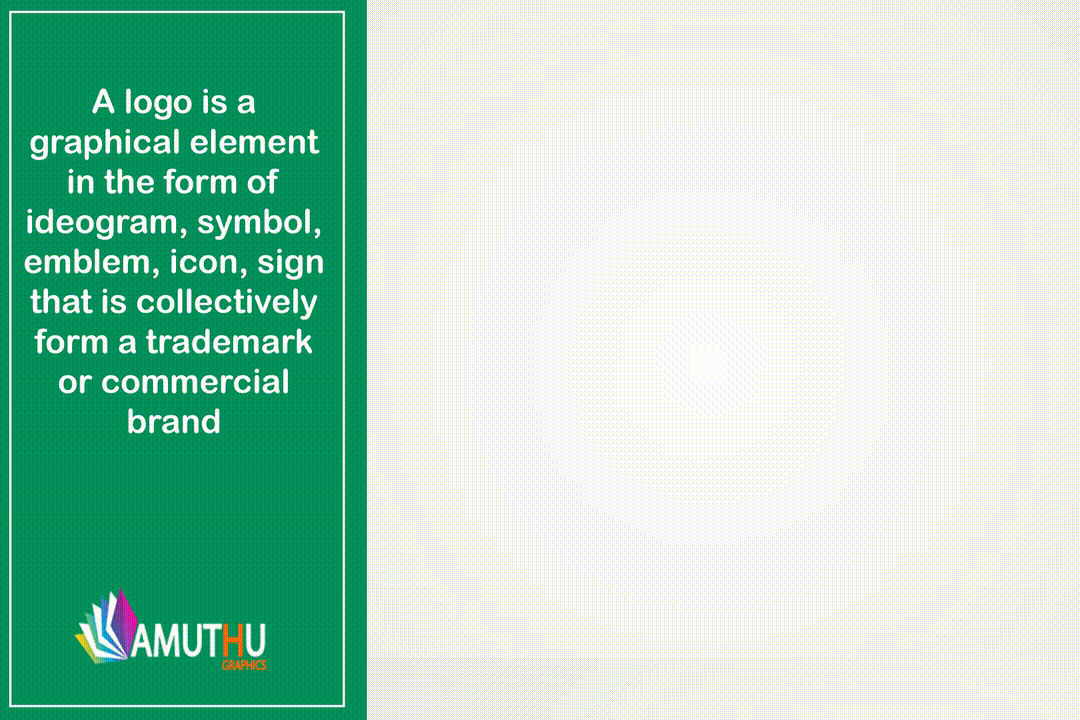 A logo is a
graphical element
in the form of
ideogram, symbol,
emblem, icon, sign
that is collectively
form a trademark
or commercial
brand
AMUTHU
GRAPHICS